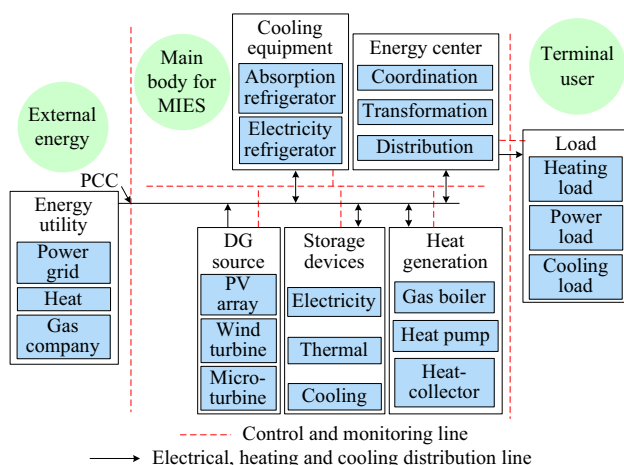 External
energy
Main
body for
MIES
Cooling
equipment
Absorption
refrigerator
Electricity
refrigerator
Energy center
Coordination
Transformation
Distribution
Terminal
user
Load
Heating
load
Power
load
Cooling
load
PCC
Energy
utility
Power
grid
Heat
Gas
company
DG
source
PV
array
Wind
turbine
Micro-
turbine
Storage
devices
Electricity
Thermal
Cooling
Heat
generation
Gas boiler
Heat pump
Heat-
collector
Control and monitoring line
Electrical, heating and cooling distribution line